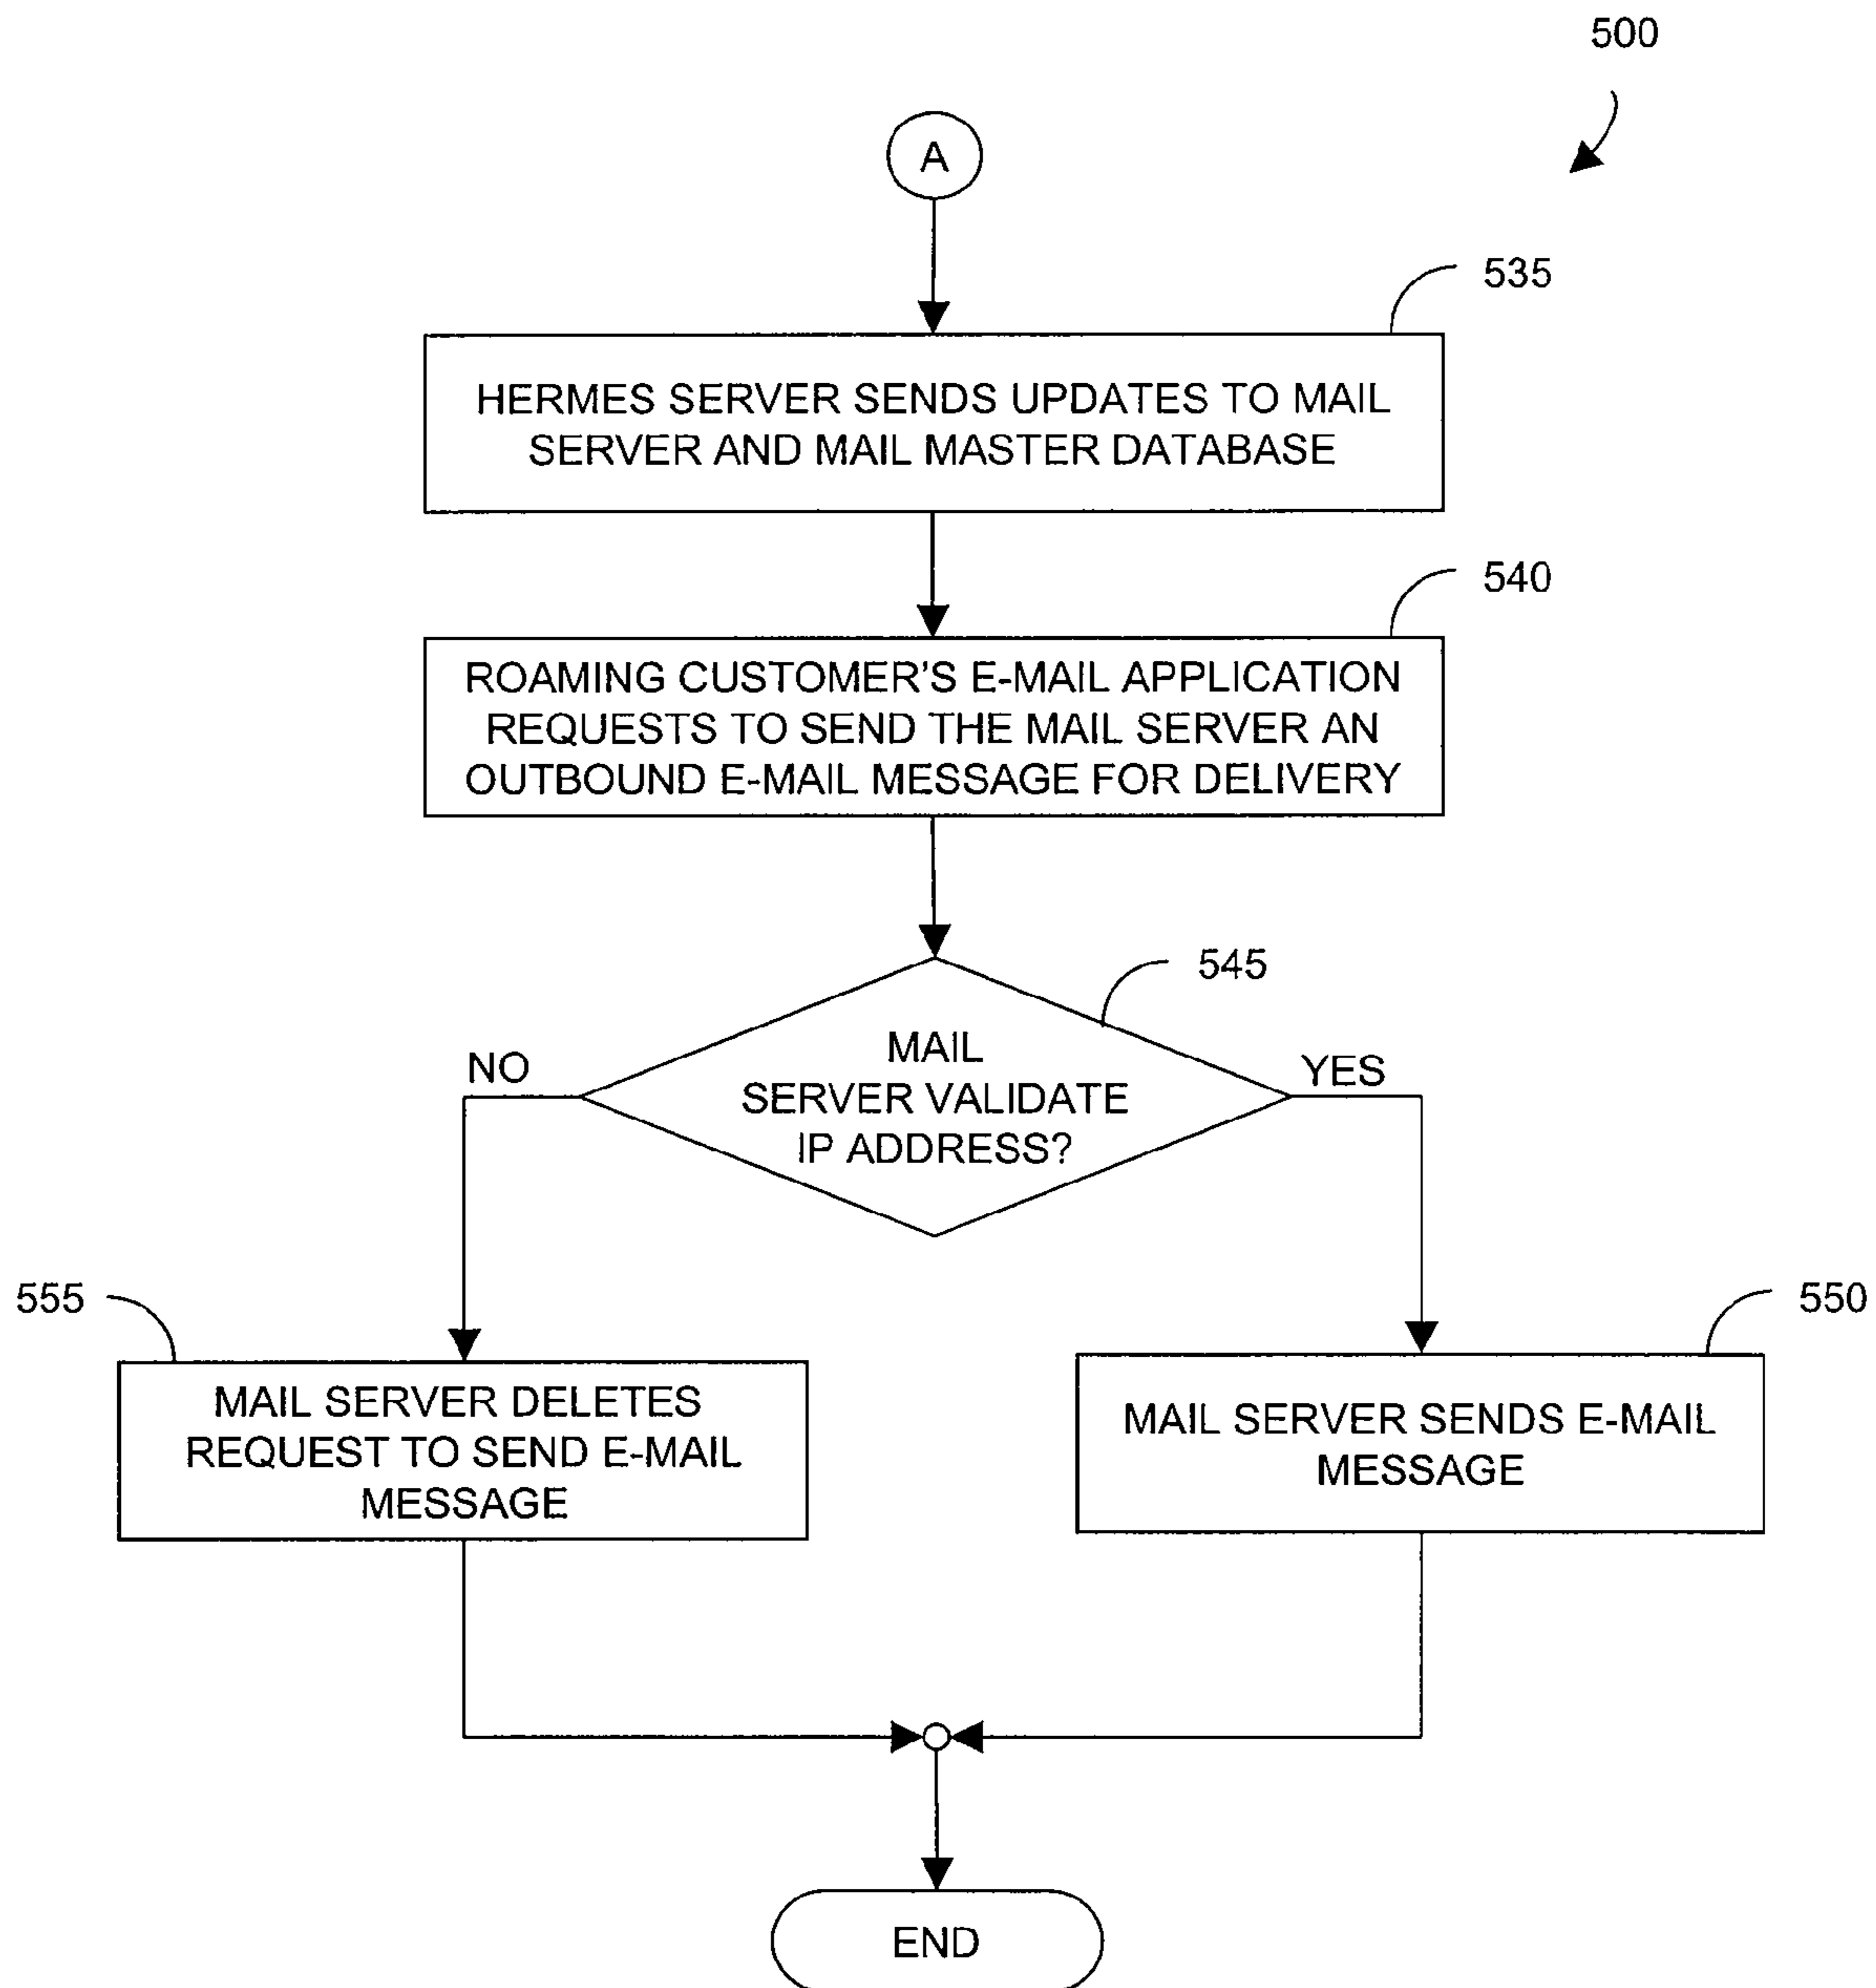 500
A
535
HERMES SERVER SENDS UPDATES TO MAIL
SERVER AND MAIL MASTER DATABASE
540
ROAMING CUSTOMER'S E-MAIL APPLICATION
REQUESTS TO SEND THE MAIL SERVER AN
OUTBOUND E-MAIL MESSAGE FOR DELIVERY
545
MAIL
SERVER VALIDATE
IP ADDRESS?
NO
YES
555
MAIL SERVER DELETES
REQUEST TO SEND E-MAIL
MESSAGE
550
MAIL SERVER SENDS E-MAIL
MESSAGE
END